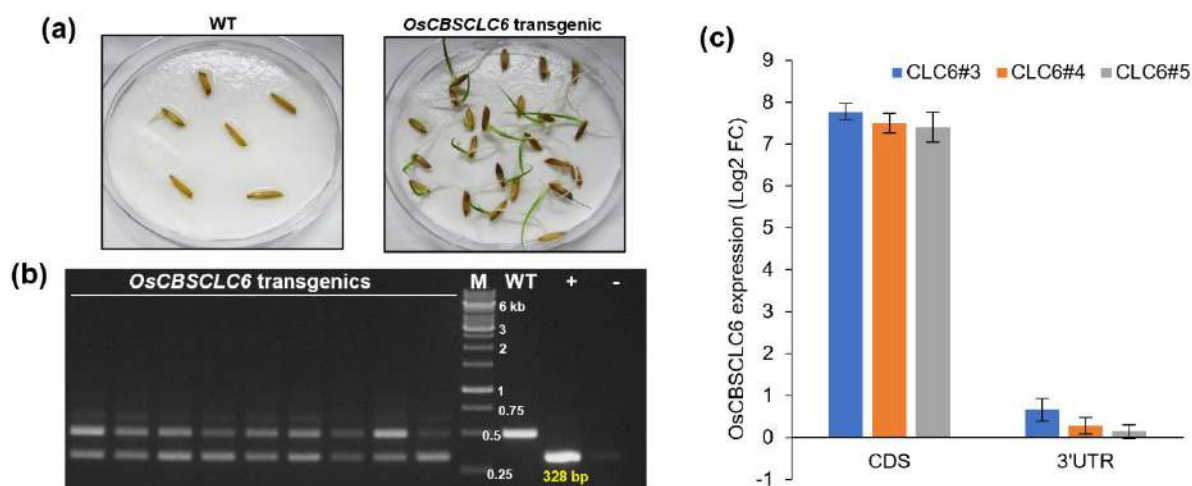 (a)
WT
OsCBSCLC6 transgenic
(b)
OsCBSCLC6 transgenics
M
WT
+
-
6 kb
3
2
1
0.75
0.5
0.25
328 bp
(c)
CLC6#3
CLC6#4
CLC6#5
OsCBSCLC6 expression (Log2 FC)
9
8
7
6
5
4
3
2
1
0
-1
CDS
3'UTR